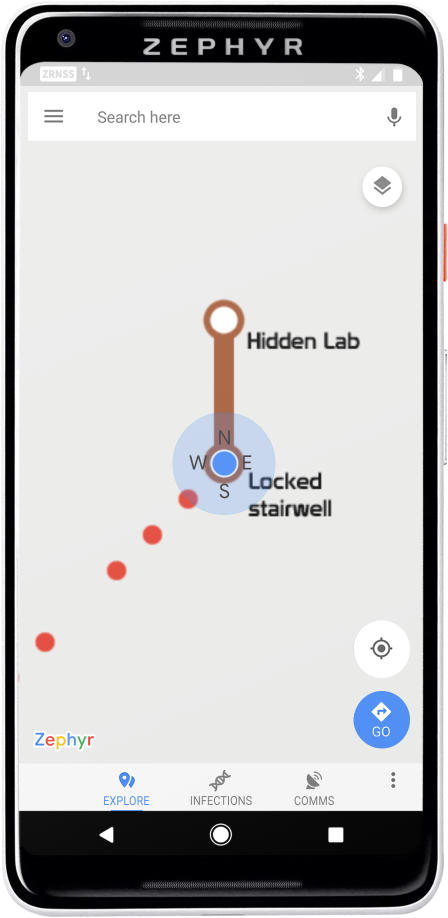 ZEPHYR
ZRNSS
Search here
Hidden Lab
N
W E
S
Locked
stairwell
GO
Zephyr
EXPLORE INFECTIONS COMMS